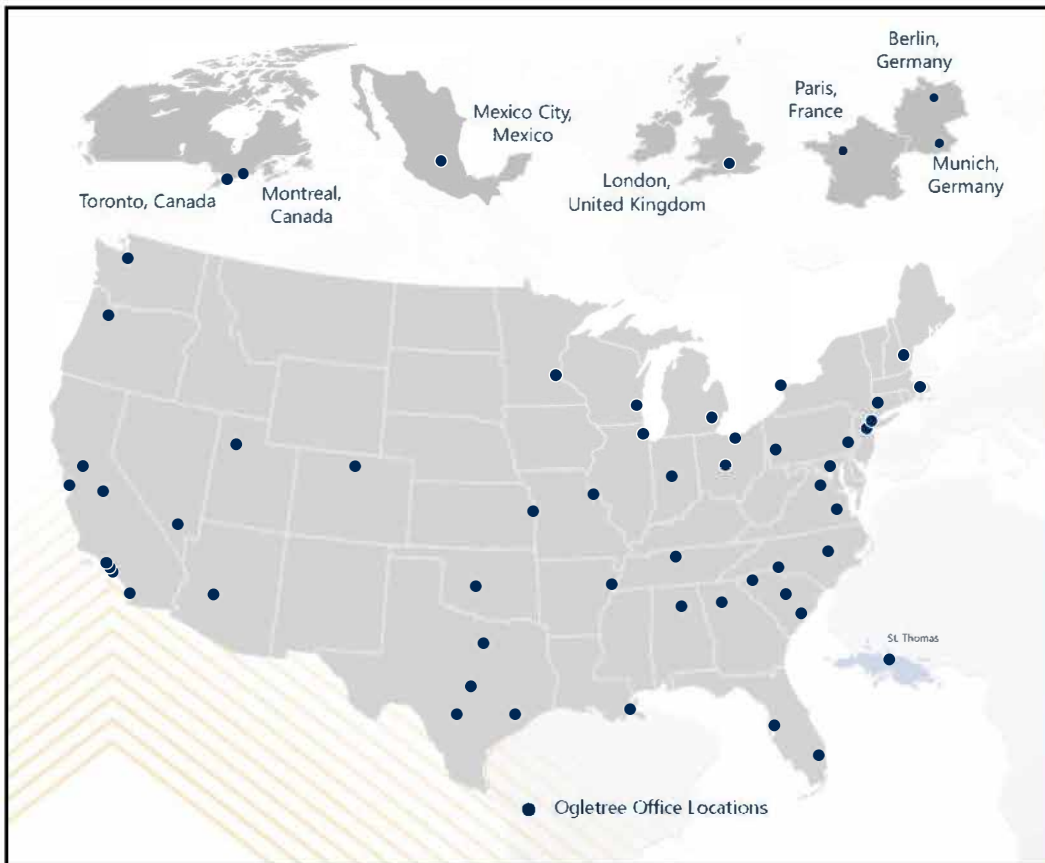 Berlin,
Germany
Paris,
France
Mexico City,
Mexico
Munich,
Germany
London,
United Kingdom
Toronto, Canada
Montreal,
Canada
St. Thomas
Ogletree Office Locations